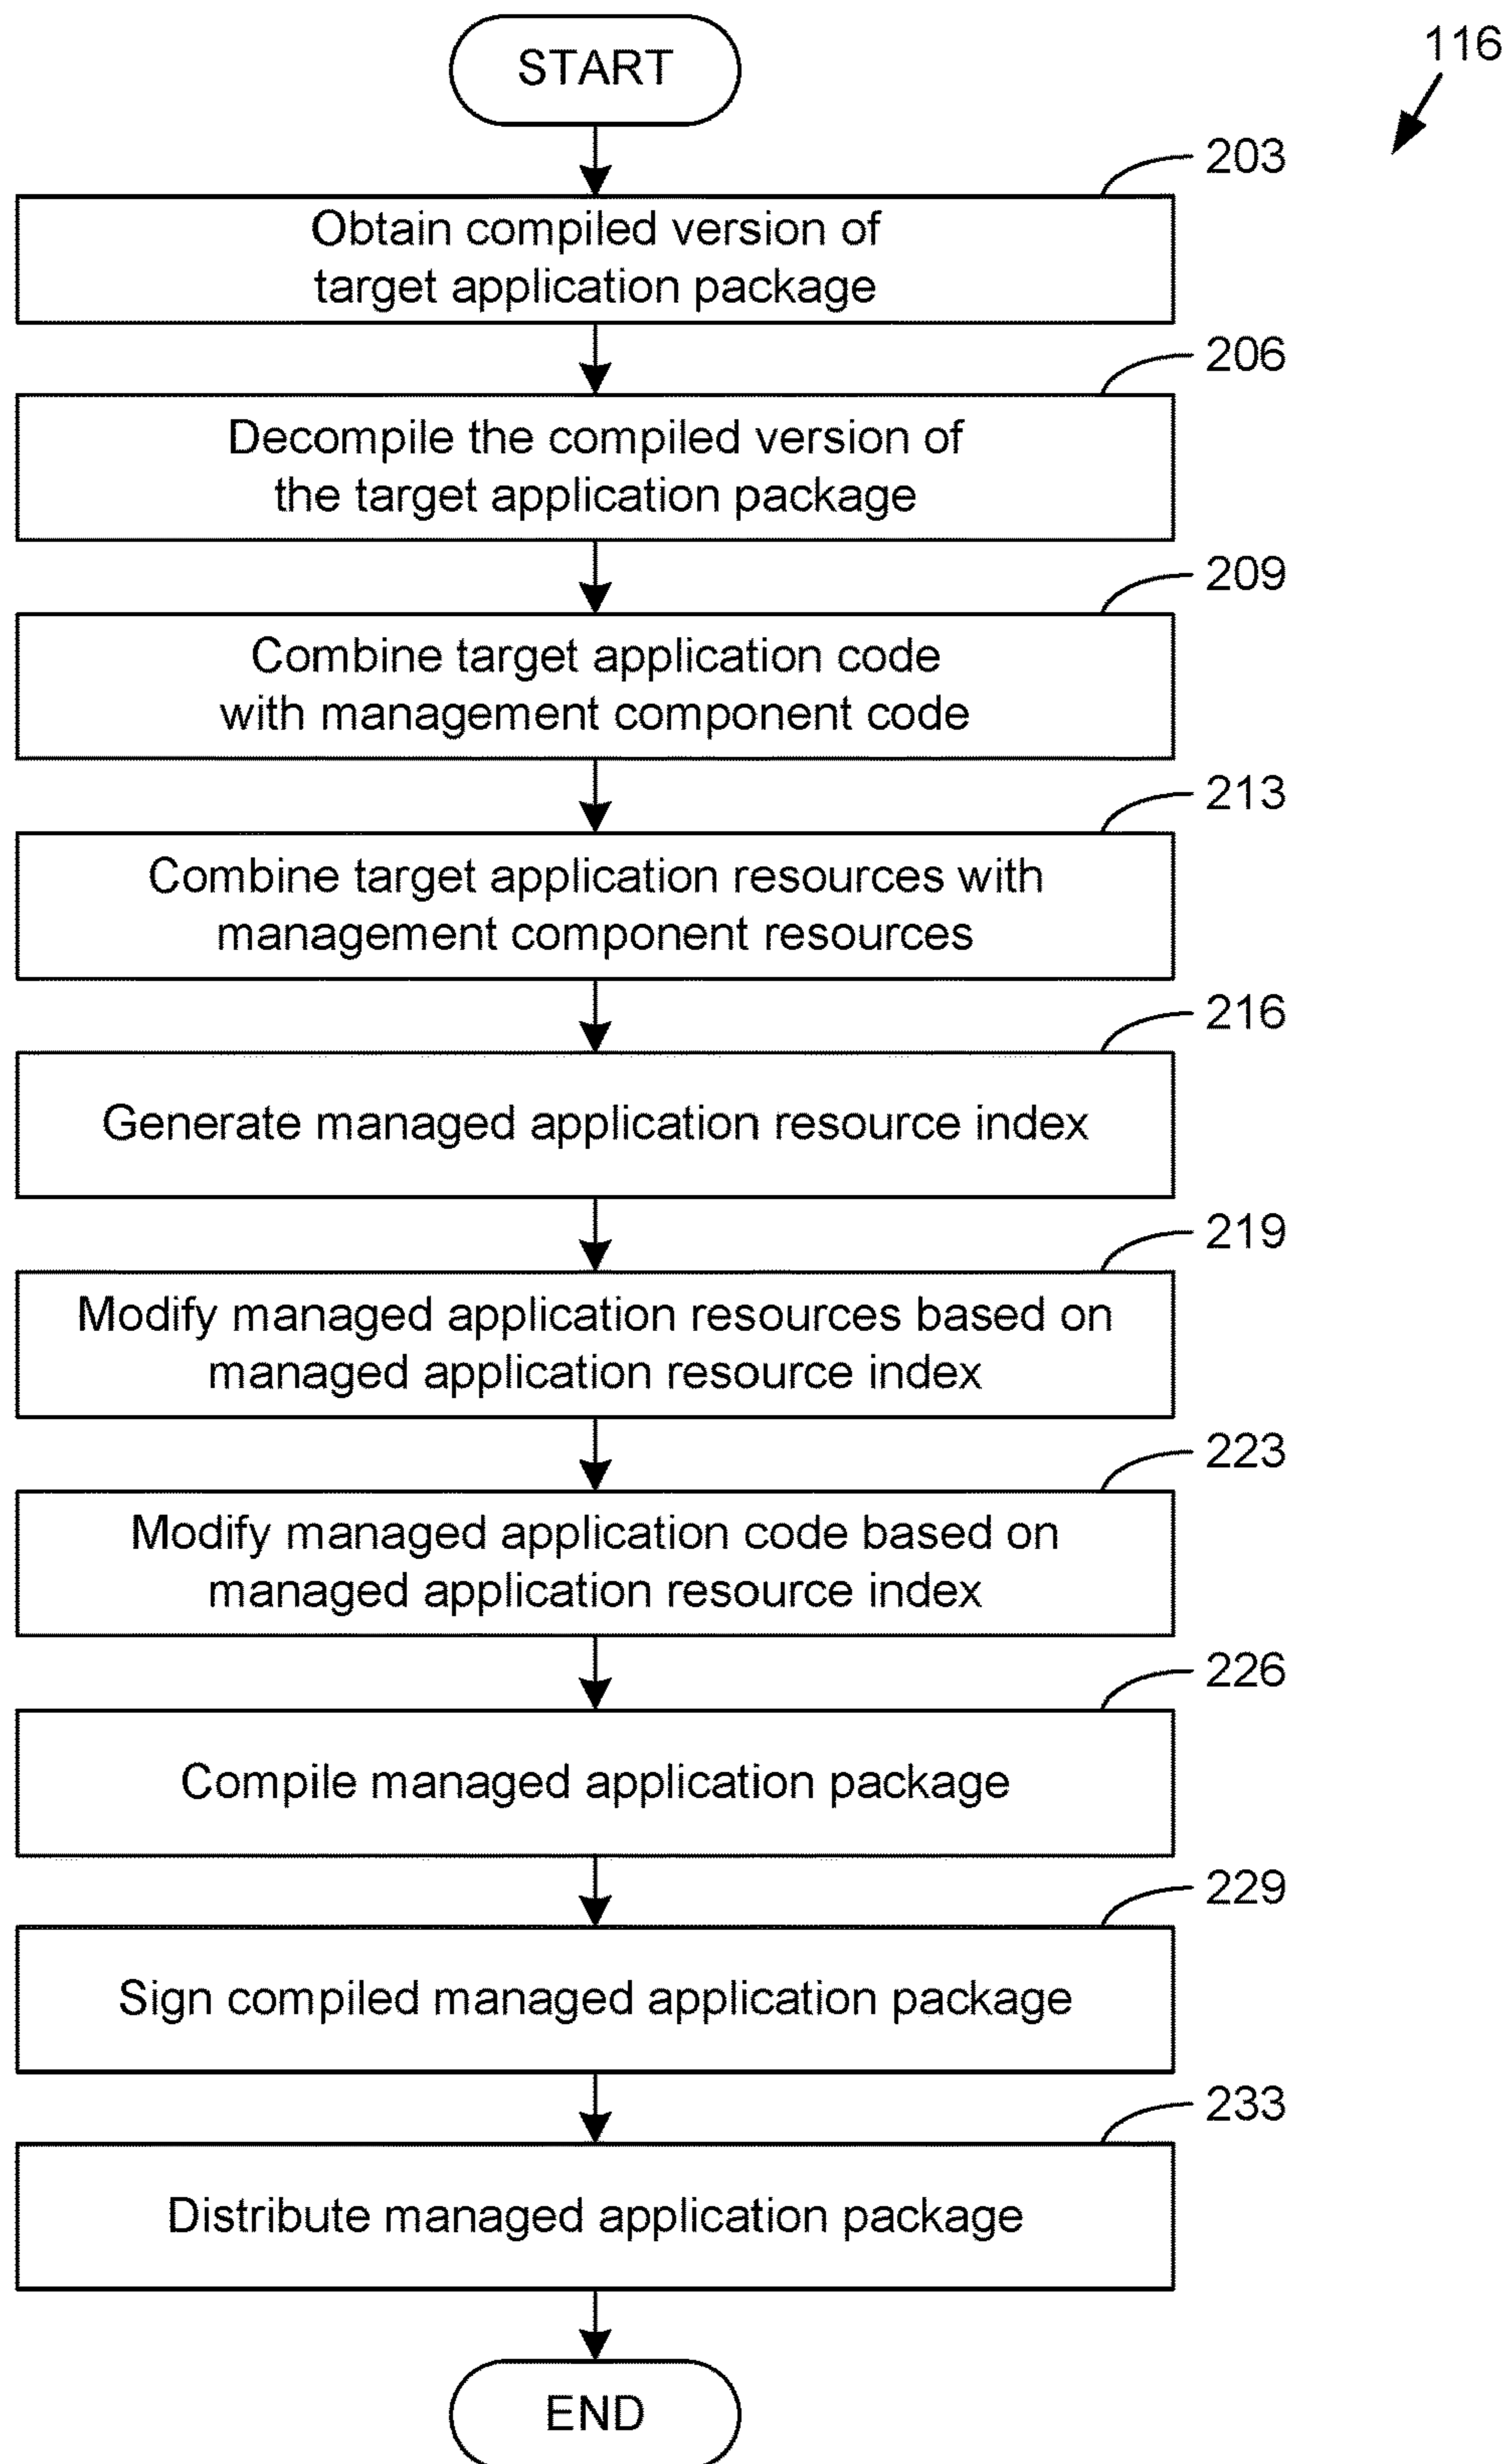 START
116
203
Obtain compiled version of
target application package
206
Decompile the compiled version of
the target application package
209
Combine target application code
with management component code
213
Combine target application resources with
management component resources
216
Generate managed application resource index
219
Modify managed application resources based on
managed application resource index
223
Modify managed application code based on
managed application resource index
226
Compile managed application package
229
Sign compiled managed application package
233
Distribute managed application package
END